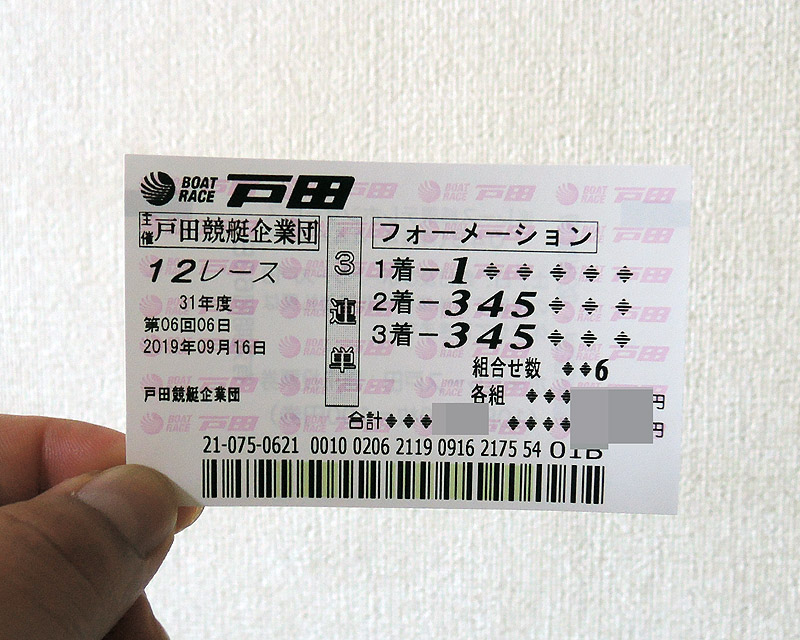 BOAT RACE 戸田
主催 戸田競艇企業団
12レース
31年度
第06回06日
2019年09月16日
戸田競艇企業団
3連単
フォーメーション
1着－1
2着－345
3着－345
組合せ数 6
各組 円
合計 円
21-075-0621 0010 0206 2119 0916 2175 54 01B